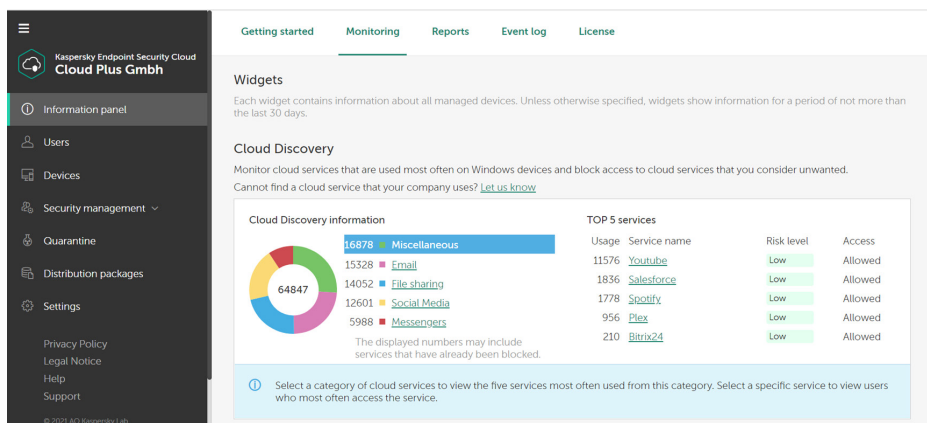 Kaspersky Endpoint Security Cloud
Cloud Plus Gmbh
Information panel
Users
Devices
Security management
Quarantine
Distribution packages
Settings
Privacy Policy
Legal Notice
Help
Support
© 2021 AO Kaspersky Lab
Getting started Monitoring Reports Event log License
Widgets
Each widget contains information about all managed devices. Unless otherwise specified, widgets show information for a period of not more than
the last 30 days.
Cloud Discovery
Monitor cloud services that are used most often on Windows devices and block access to cloud services that you consider unwanted.
Cannot find a cloud service that your company uses? Let us know
Cloud Discovery information
64847
16878 Miscellaneous
15328 Email
14052 File sharing
12601 Social Media
5988 Messengers
The displayed numbers may include
services that have already been blocked.
TOP 5 services
Usage Service name Risk level Access
11576 Youtube Low Allowed
1836 Salesforce Low Allowed
1778 Spotify Low Allowed
956 Plex Low Allowed
210 Bitrix24 Low Allowed
Select a category of cloud services to view the five services most often used from this category. Select a specific service to view users
who most often access the service.